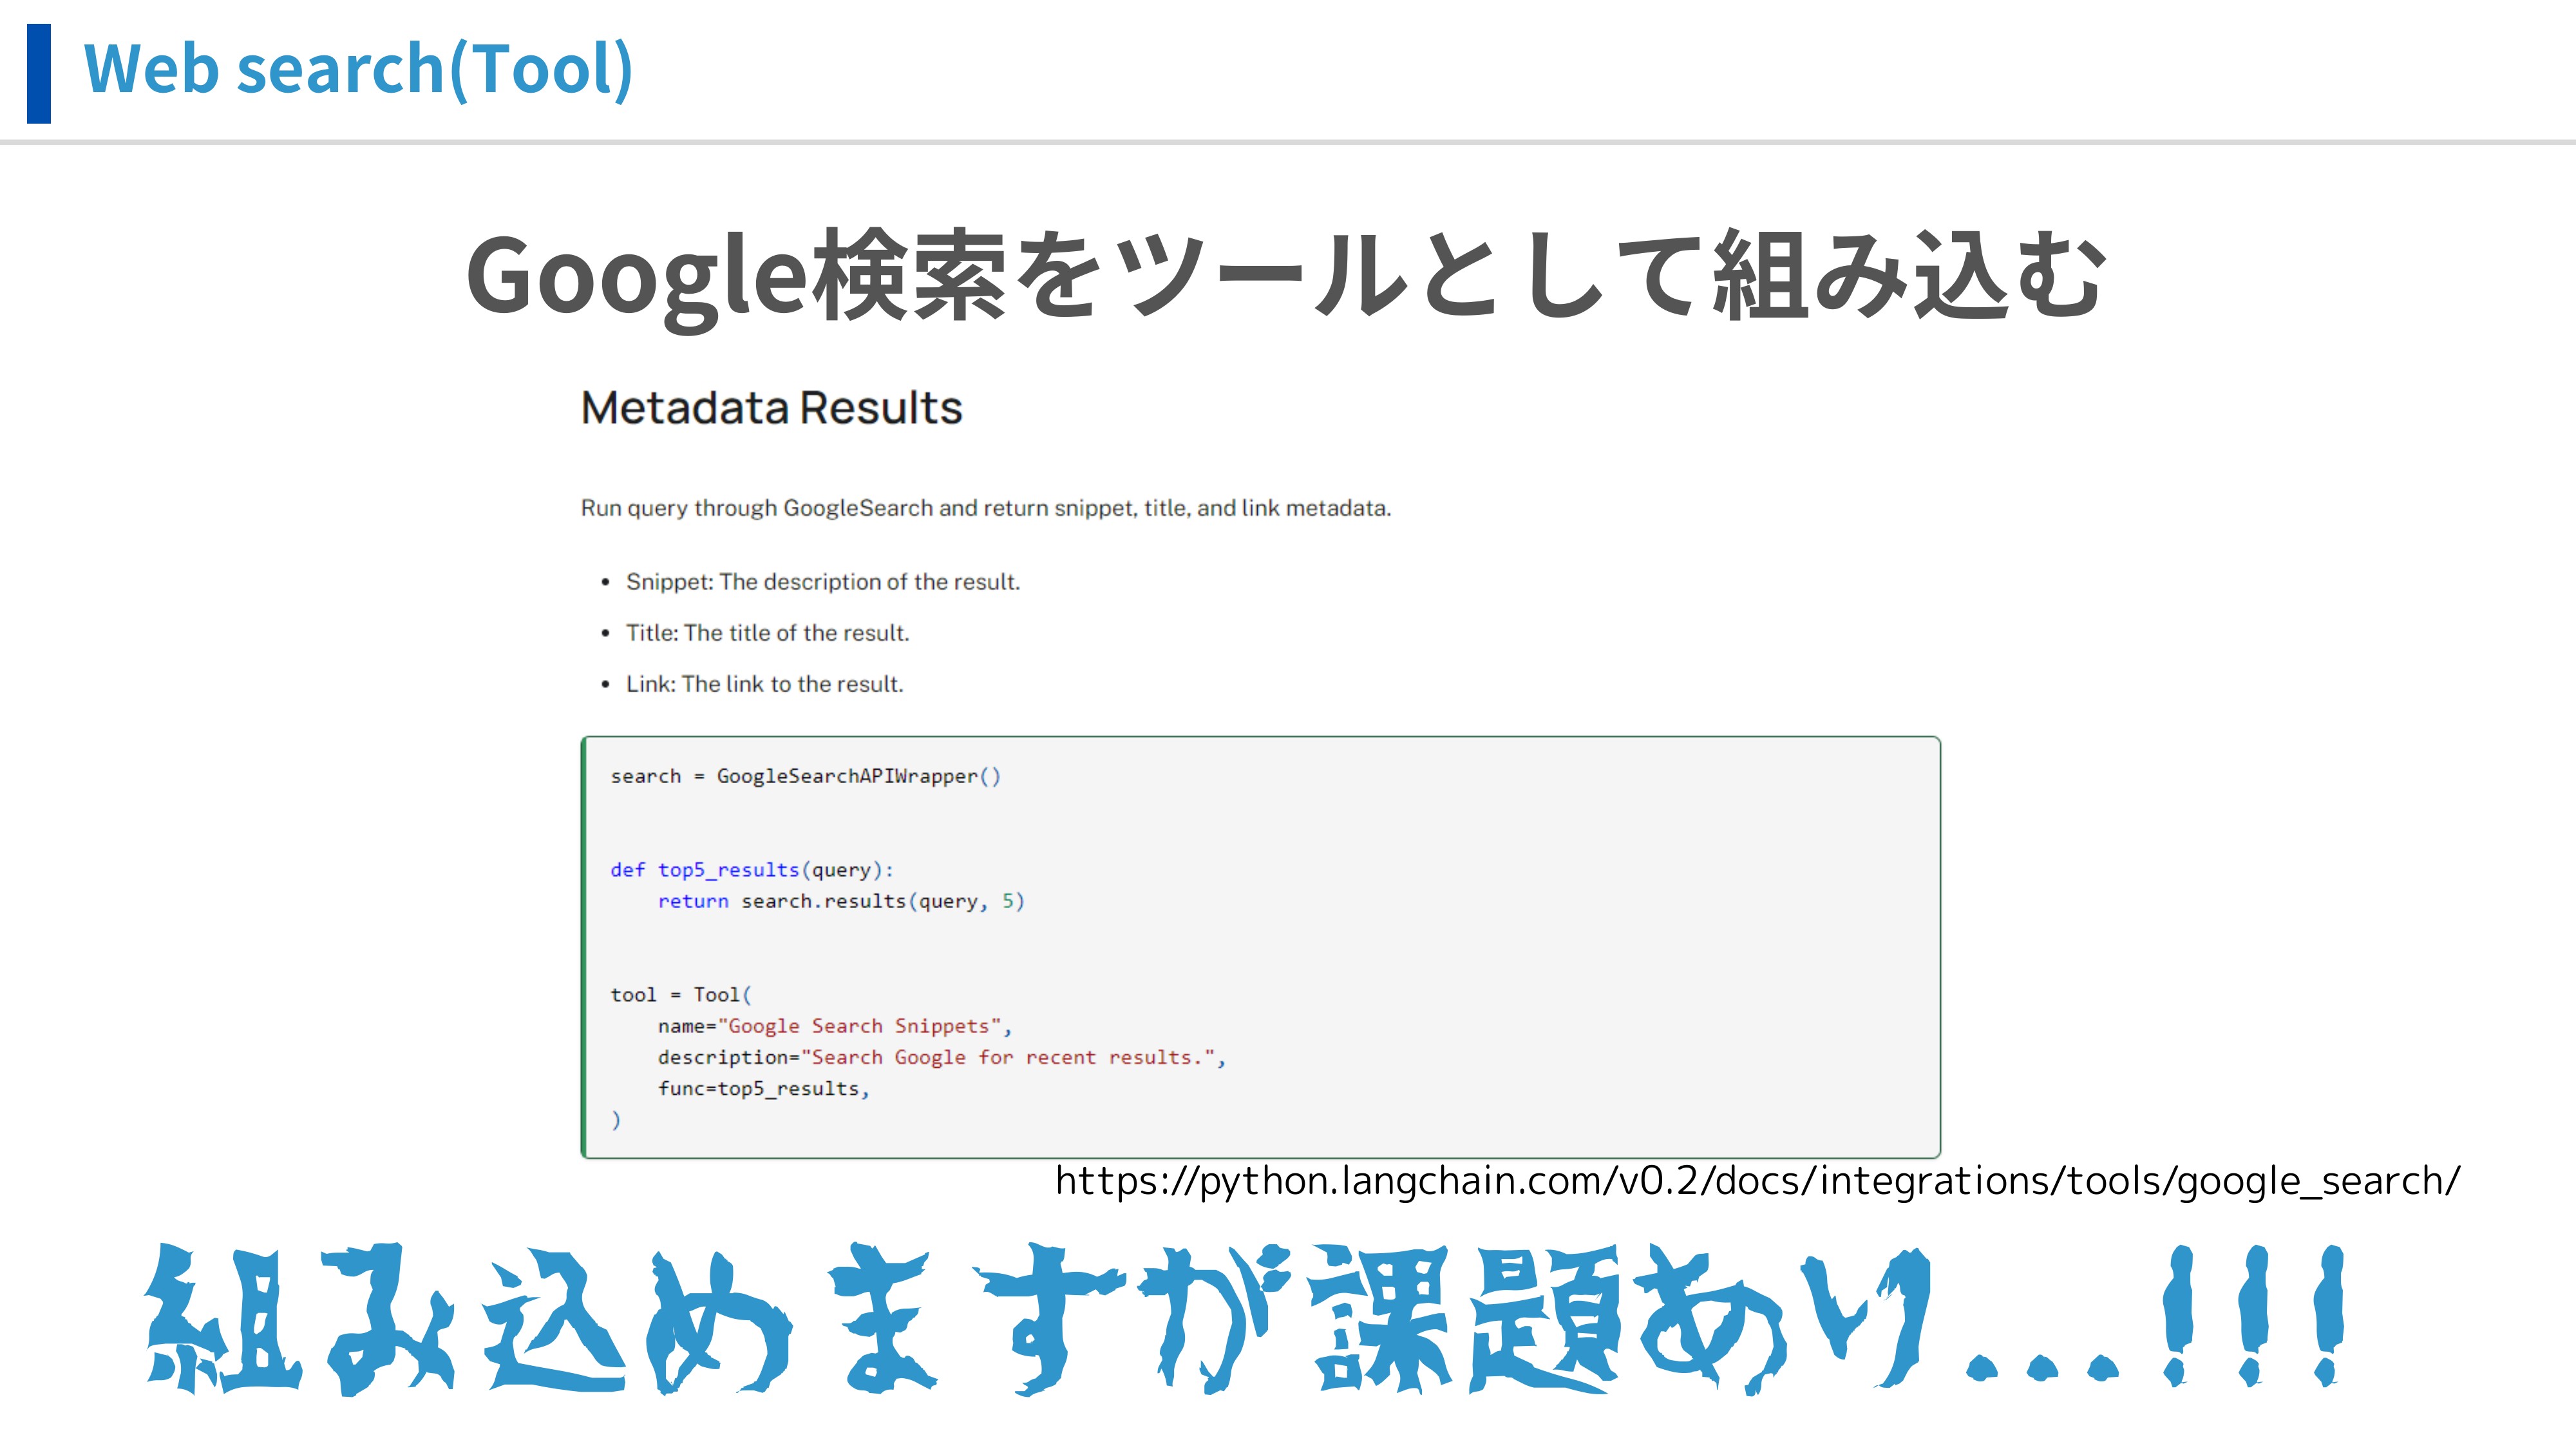 Web search(Tool)
Google検索をツールとして組み込む
Metadata Results
Run query through GoogleSearch and return snippet, title, and link metadata.
• Snippet: The description of the result.
• Title: The title of the result.
• Link: The link to the result.
search = GoogleSearchAPIWrapper()
def top5_results(query):
    return search.results(query, 5)
tool = Tool(
    name="Google Search Snippets",
    description="Search Google for recent results.",
    func=top5_results,
)
https://python.langchain.com/v0.2/docs/integrations/tools/google_search/
組み込めますが課題あり...!!!